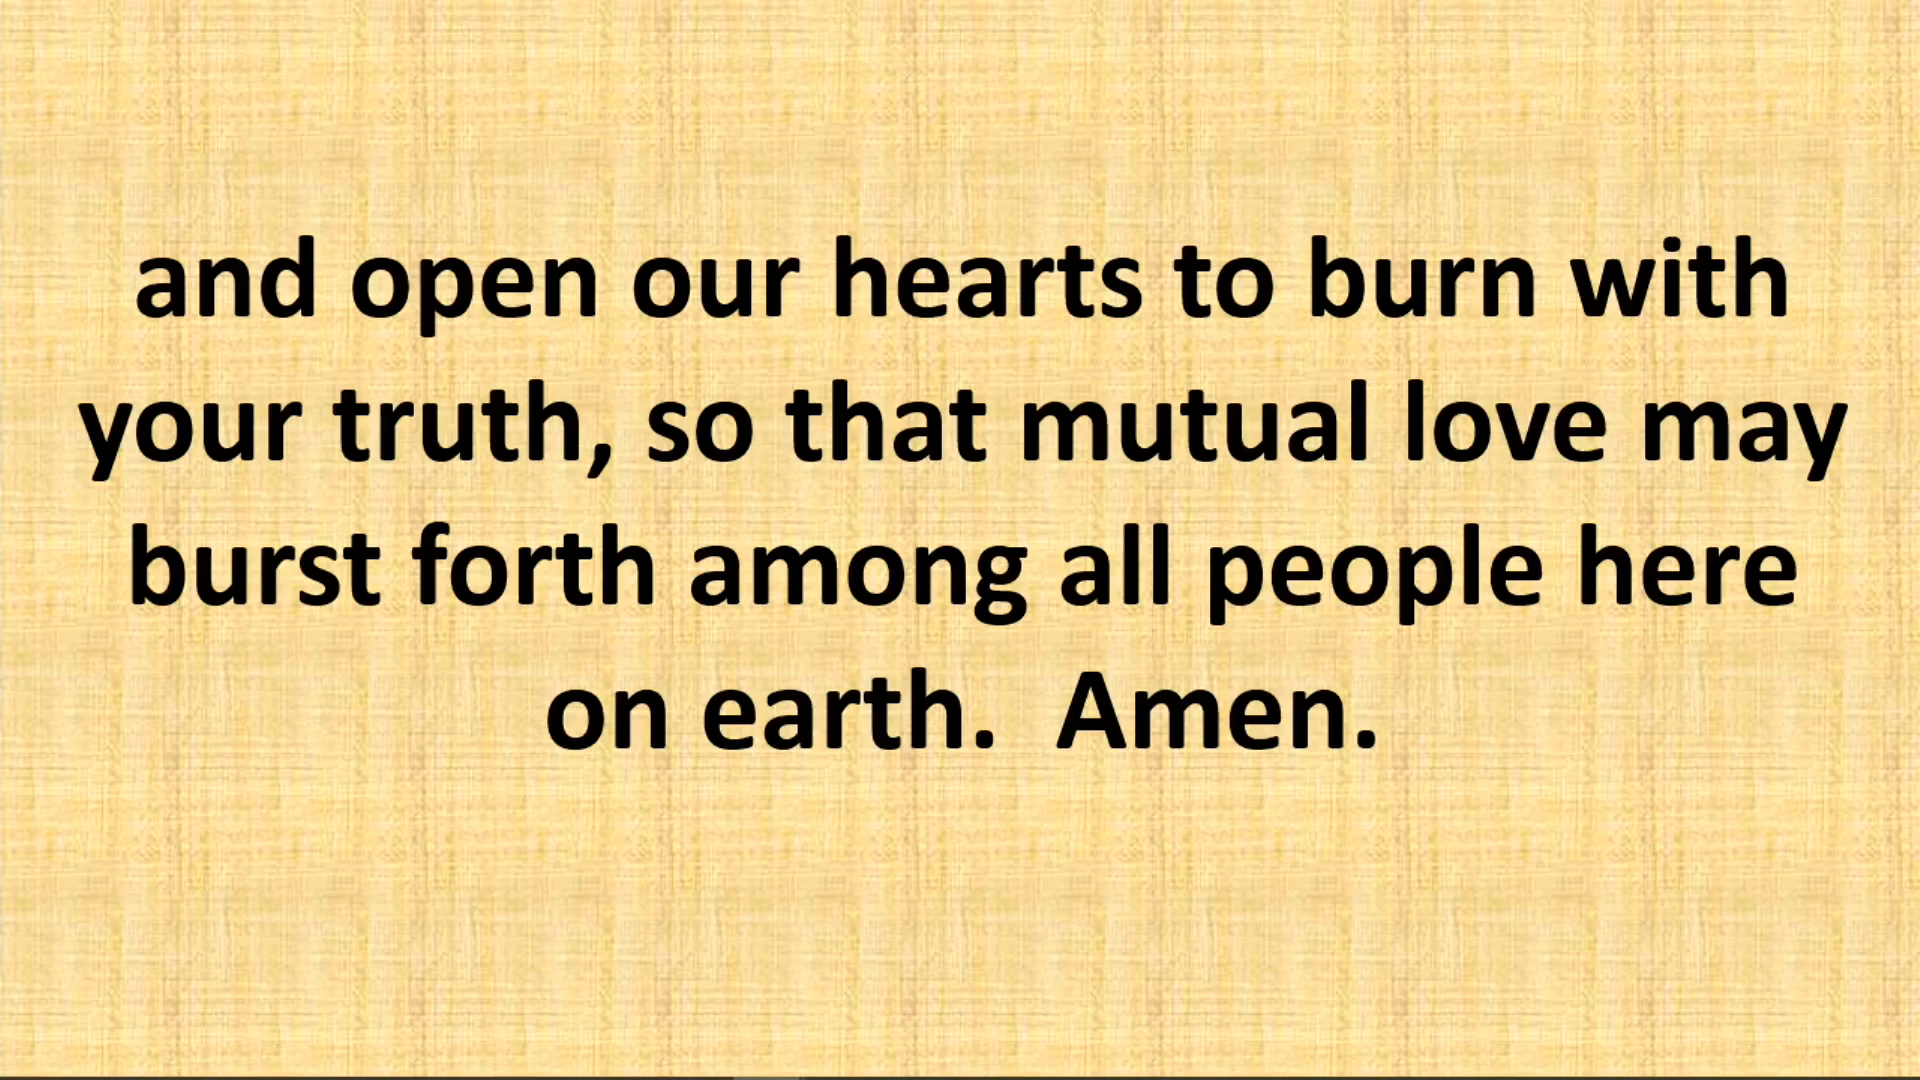 and open our hearts to burn with
your truth, so that mutual love may
burst forth among all people here
on earth.  Amen.